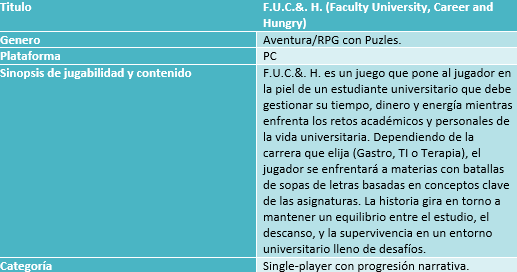 Titulo
F.U.C.&. H. (Faculty University, Career and
Hungry)
Genero
Aventura/RPG con Puzles.
Plataforma
PC
Sinopsis de jugabilidad y contenido
F.U.C.&. H. es un juego que pone al jugador en
la piel de un estudiante universitario que debe
gestionar su tiempo, dinero y energía mientras
enfrenta los retos académicos y personales de
la vida universitaria. Dependiendo de la
carrera que elija (Gastro, TI o Terapia), el
jugador se enfrentará a materias con batallas
de sopas de letras basadas en conceptos clave
de las asignaturas. La historia gira en torno a
mantener un equilibrio entre el estudio, el
descanso, y la supervivencia en un entorno
universitario lleno de desafíos.
Categoría
Single-player con progresión narrativa.